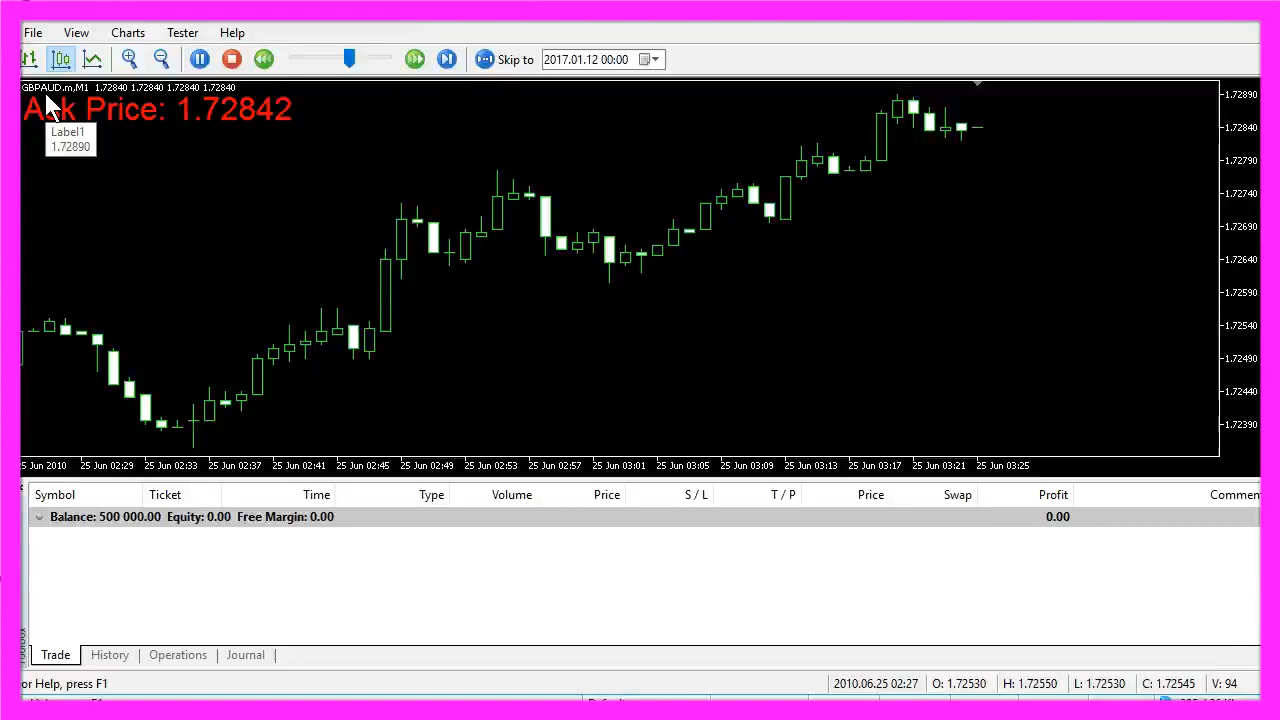 File View Charts Tester Help
Skip to 2017.01.12 00:00
GBPAUD.m,M1 1.72840 1.72840 1.72840 1.72840
Ask Price: 1.72842
Label1
1.72890
1.72890
1.72840
1.72790
1.72740
1.72690
1.72640
1.72590
1.72540
1.72490
1.72440
1.72390
5 Jun 2010 25 Jun 02:29 25 Jun 02:33 25 Jun 02:37 25 Jun 02:41 25 Jun 02:45 25 Jun 02:49 25 Jun 02:53 25 Jun 02:57 25 Jun 03:01 25 Jun 03:05 25 Jun 03:09 25 Jun 03:13 25 Jun 03:17 25 Jun 03:21 25 Jun 03:25
Symbol Ticket Time Type Volume Price S / L T / P Price Swap Profit Commen
Balance: 500 000.00 Equity: 0.00 Free Margin: 0.00 0.00
Trade History Operations Journal
or Help, press F1 2010.06.25 02:27 O: 1.72530 H: 1.72550 L: 1.72530 C: 1.72545 V: 94